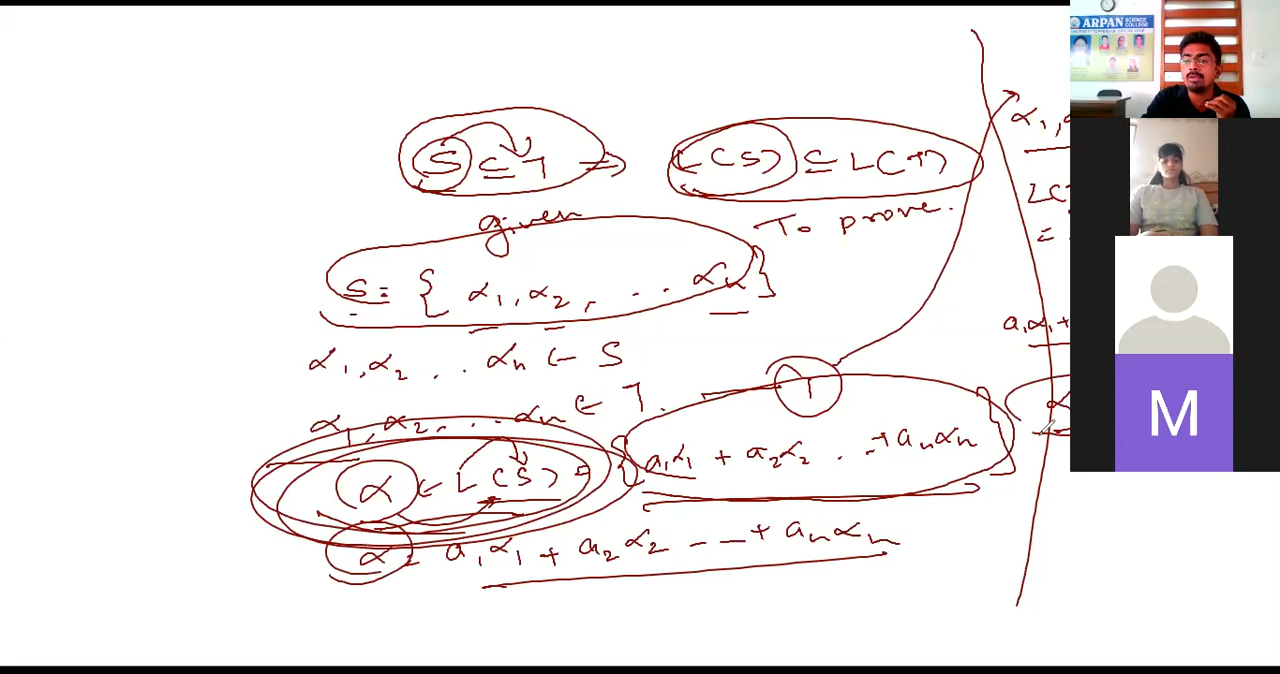 ARPAN SCIENCE COLLEGE
S ⊆ T ⇒ L(S) ⊆ L(T)
given
To prove.
S = { α₁, α₂, . . . αₙ }
α₁, α₂ . . . αₙ ∈ S
α₁, α₂, . . . αₙ ∈ T.
α ∈ L(S) = { a₁α₁ + a₂α₂ . . . + aₙαₙ }
α = a₁α₁ + a₂α₂ - - - + aₙαₙ
a₁α₁ +
M